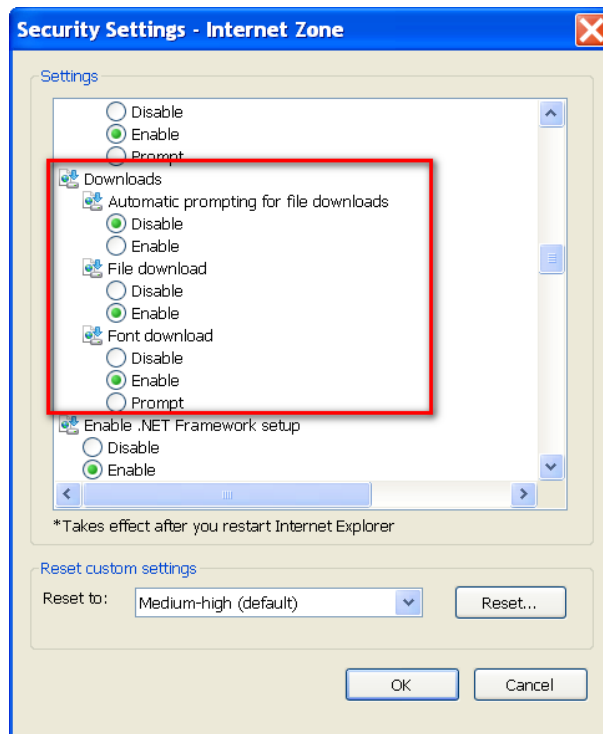 Security Settings - Internet Zone
Settings
Disable
Enable
Prompt
Downloads
Automatic prompting for file downloads
Disable
Enable
File download
Disable
Enable
Font download
Disable
Enable
Prompt
Enable .NET Framework setup
Disable
Enable
*Takes effect after you restart Internet Explorer
Reset custom settings
Reset to: Medium-high (default) Reset...
OK Cancel